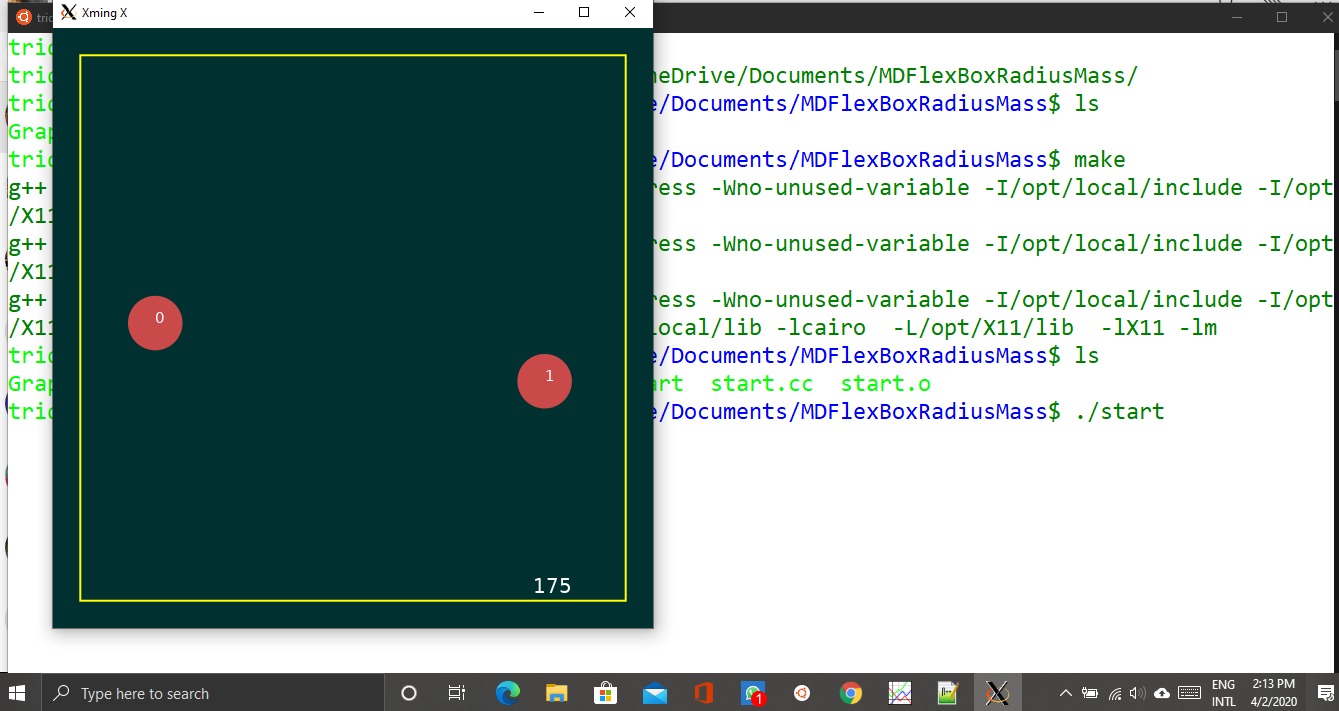 Xming X
tric
tric
eDrive/Documents/MDFlexBoxRadiusMass/
tric
/Documents/MDFlexBoxRadiusMass$ ls
Grap
tric
/Documents/MDFlexBoxRadiusMass$ make
g++
ress -Wno-unused-variable -I/opt/local/include -I/opt
/X11
g++
ress -Wno-unused-variable -I/opt/local/include -I/opt
/X11
g++
ress -Wno-unused-variable -I/opt/local/include -I/opt
/X11
local/lib -lcairo -L/opt/X11/lib -lX11 -lm
tric
/Documents/MDFlexBoxRadiusMass$ ls
Grap
art start.cc start.o
tric
/Documents/MDFlexBoxRadiusMass$ ./start
0
1
175
Type here to search
1
ENG
INTL
2:13 PM
4/2/2020